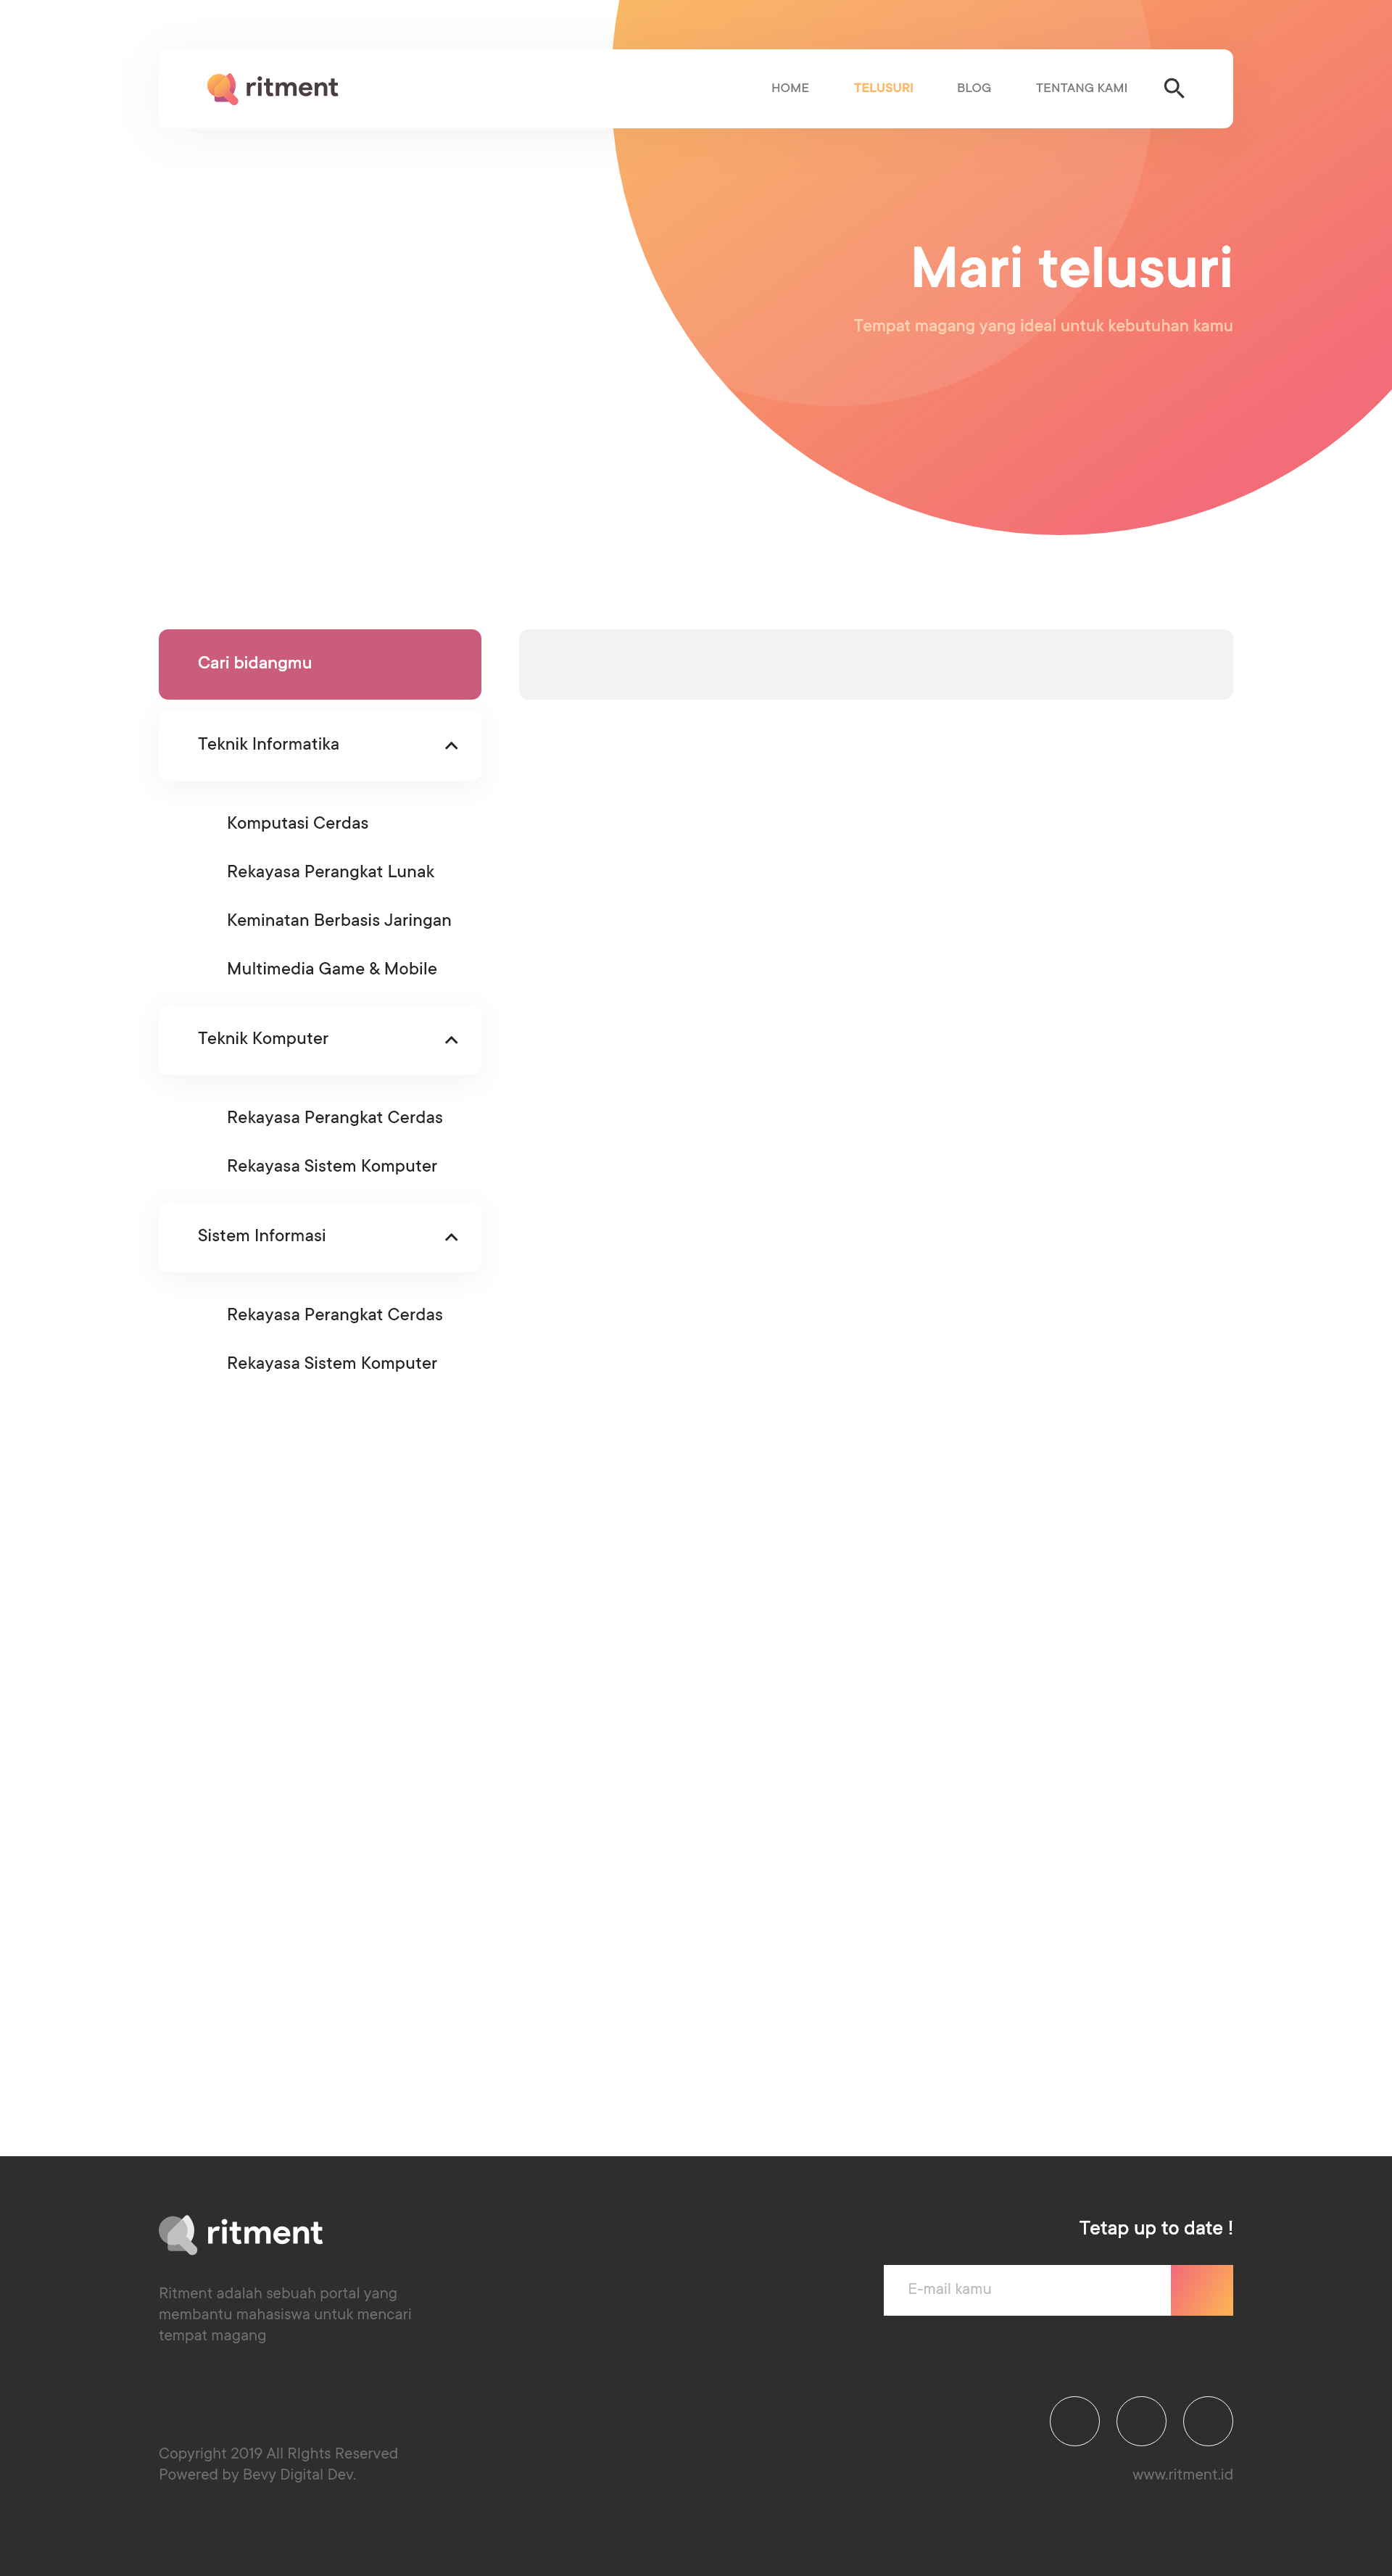 ritment
HOME TELUSURI BLOG TENTANG KAMI
Mari telusuri
Tempat magang yang ideal untuk kebutuhan kamu
Cari bidangmu
Teknik Informatika
Komputasi Cerdas
Rekayasa Perangkat Lunak
Keminatan Berbasis Jaringan
Multimedia Game & Mobile
Teknik Komputer
Rekayasa Perangkat Cerdas
Rekayasa Sistem Komputer
Sistem Informasi
Rekayasa Perangkat Cerdas
Rekayasa Sistem Komputer
ritment
Ritment adalah sebuah portal yang
membantu mahasiswa untuk mencari
tempat magang
Tetap up to date !
E-mail kamu
Copyright 2019 All RIghts Reserved
Powered by Bevy Digital Dev.
www.ritment.id